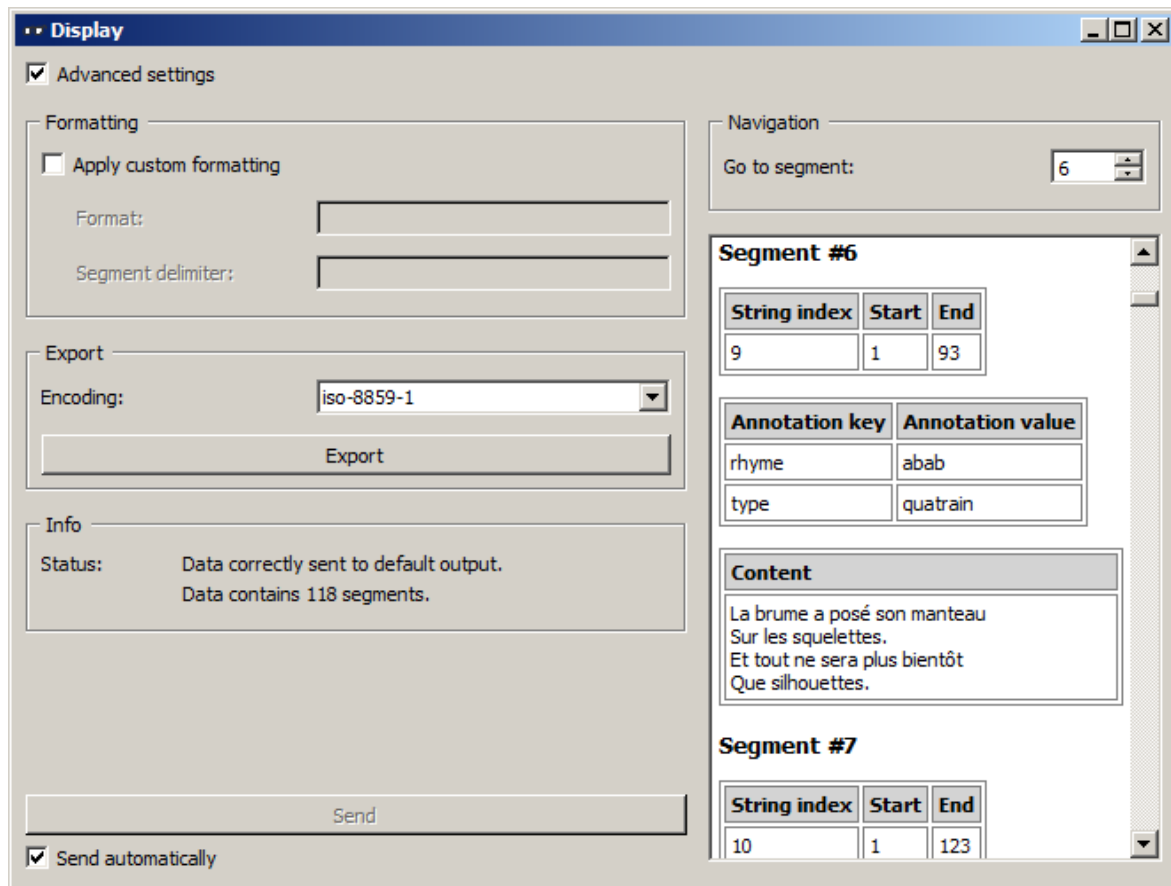 Display
Advanced settings
Formatting
Apply custom formatting
Format:
Segment delimiter:
Export
Encoding: iso-8859-1
Export
Info
Status: Data correctly sent to default output.
Data contains 118 segments.
Send
Send automatically
Navigation
Go to segment: 6
Segment #6
String index Start End
9 1 93
Annotation key Annotation value
rhyme abab
type quatrain
Content
La brume a posé son manteau
Sur les squelettes.
Et tout ne sera plus bientôt
Que silhouettes.
Segment #7
String index Start End
10 1 123